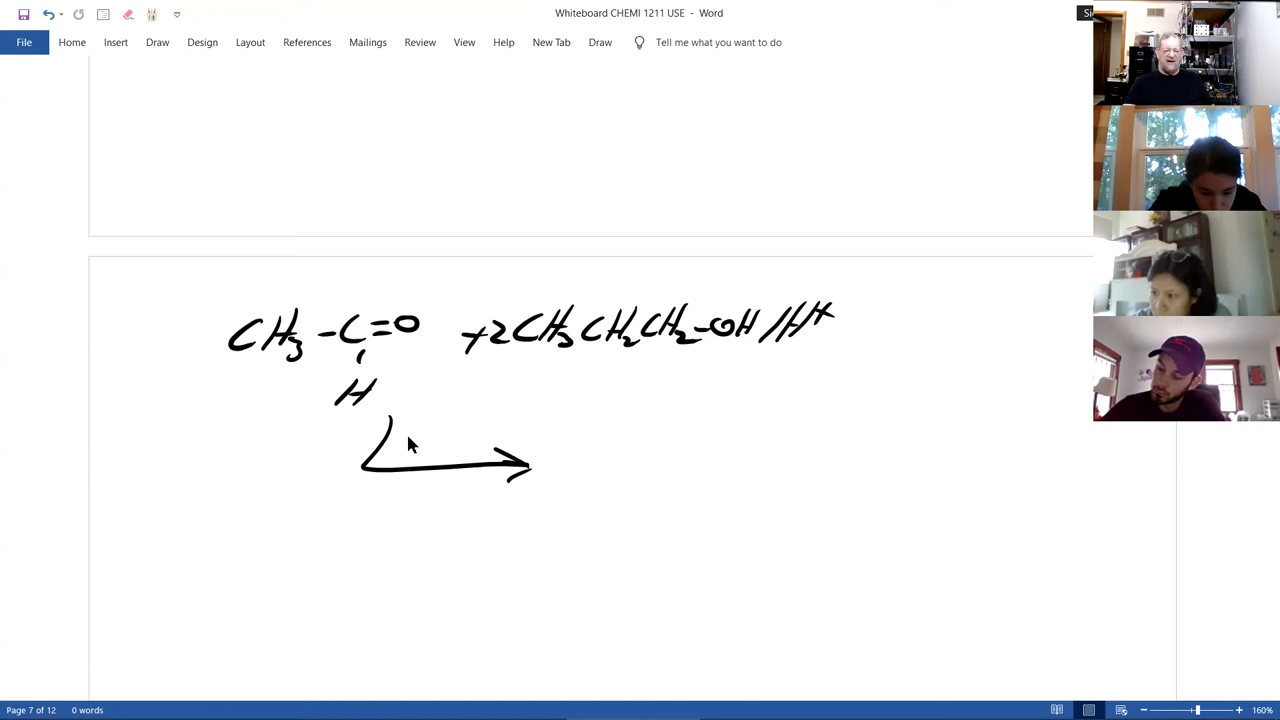 Whiteboard CHEMI 1211 USE - Word
File Home Insert Draw Design Layout References Mailings Review View Help New Tab Draw Tell me what you want to do
CH3-C=O +2CH3CH2CH2-OH//H+
H
Page 7 of 12 0 words 160%